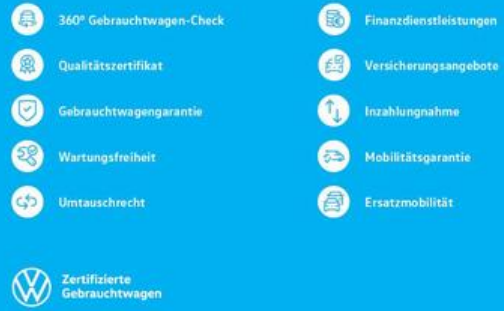 360° Gebrauchtwagen-Check
Qualitätszertifikat
Gebrauchtwagengarantie
Wartungsfreiheit
Umtauschrecht
Finanzdienstleistungen
Versicherungsangebote
Inzahlungnahme
Mobilitätsgarantie
Ersatzmobilität
Zertifizierte
Gebrauchtwagen